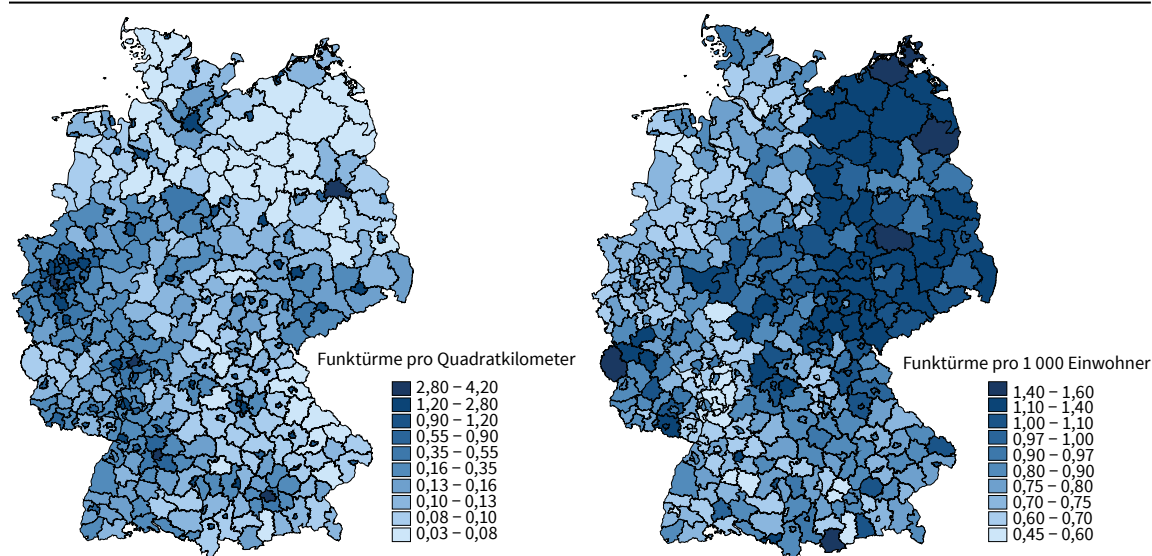 Funktürme pro Quadratkilometer
2,80 – 4,20
1,20 – 2,80
0,90 – 1,20
0,55 – 0,90
0,35 – 0,55
0,16 – 0,35
0,13 – 0,16
0,10 – 0,13
0,08 – 0,10
0,03 – 0,08
Funktürme pro 1 000 Einwohner
1,40 – 1,60
1,10 – 1,40
1,00 – 1,10
0,97 – 1,00
0,90 – 0,97
0,80 – 0,90
0,75 – 0,80
0,70 – 0,75
0,60 – 0,70
0,45 – 0,60